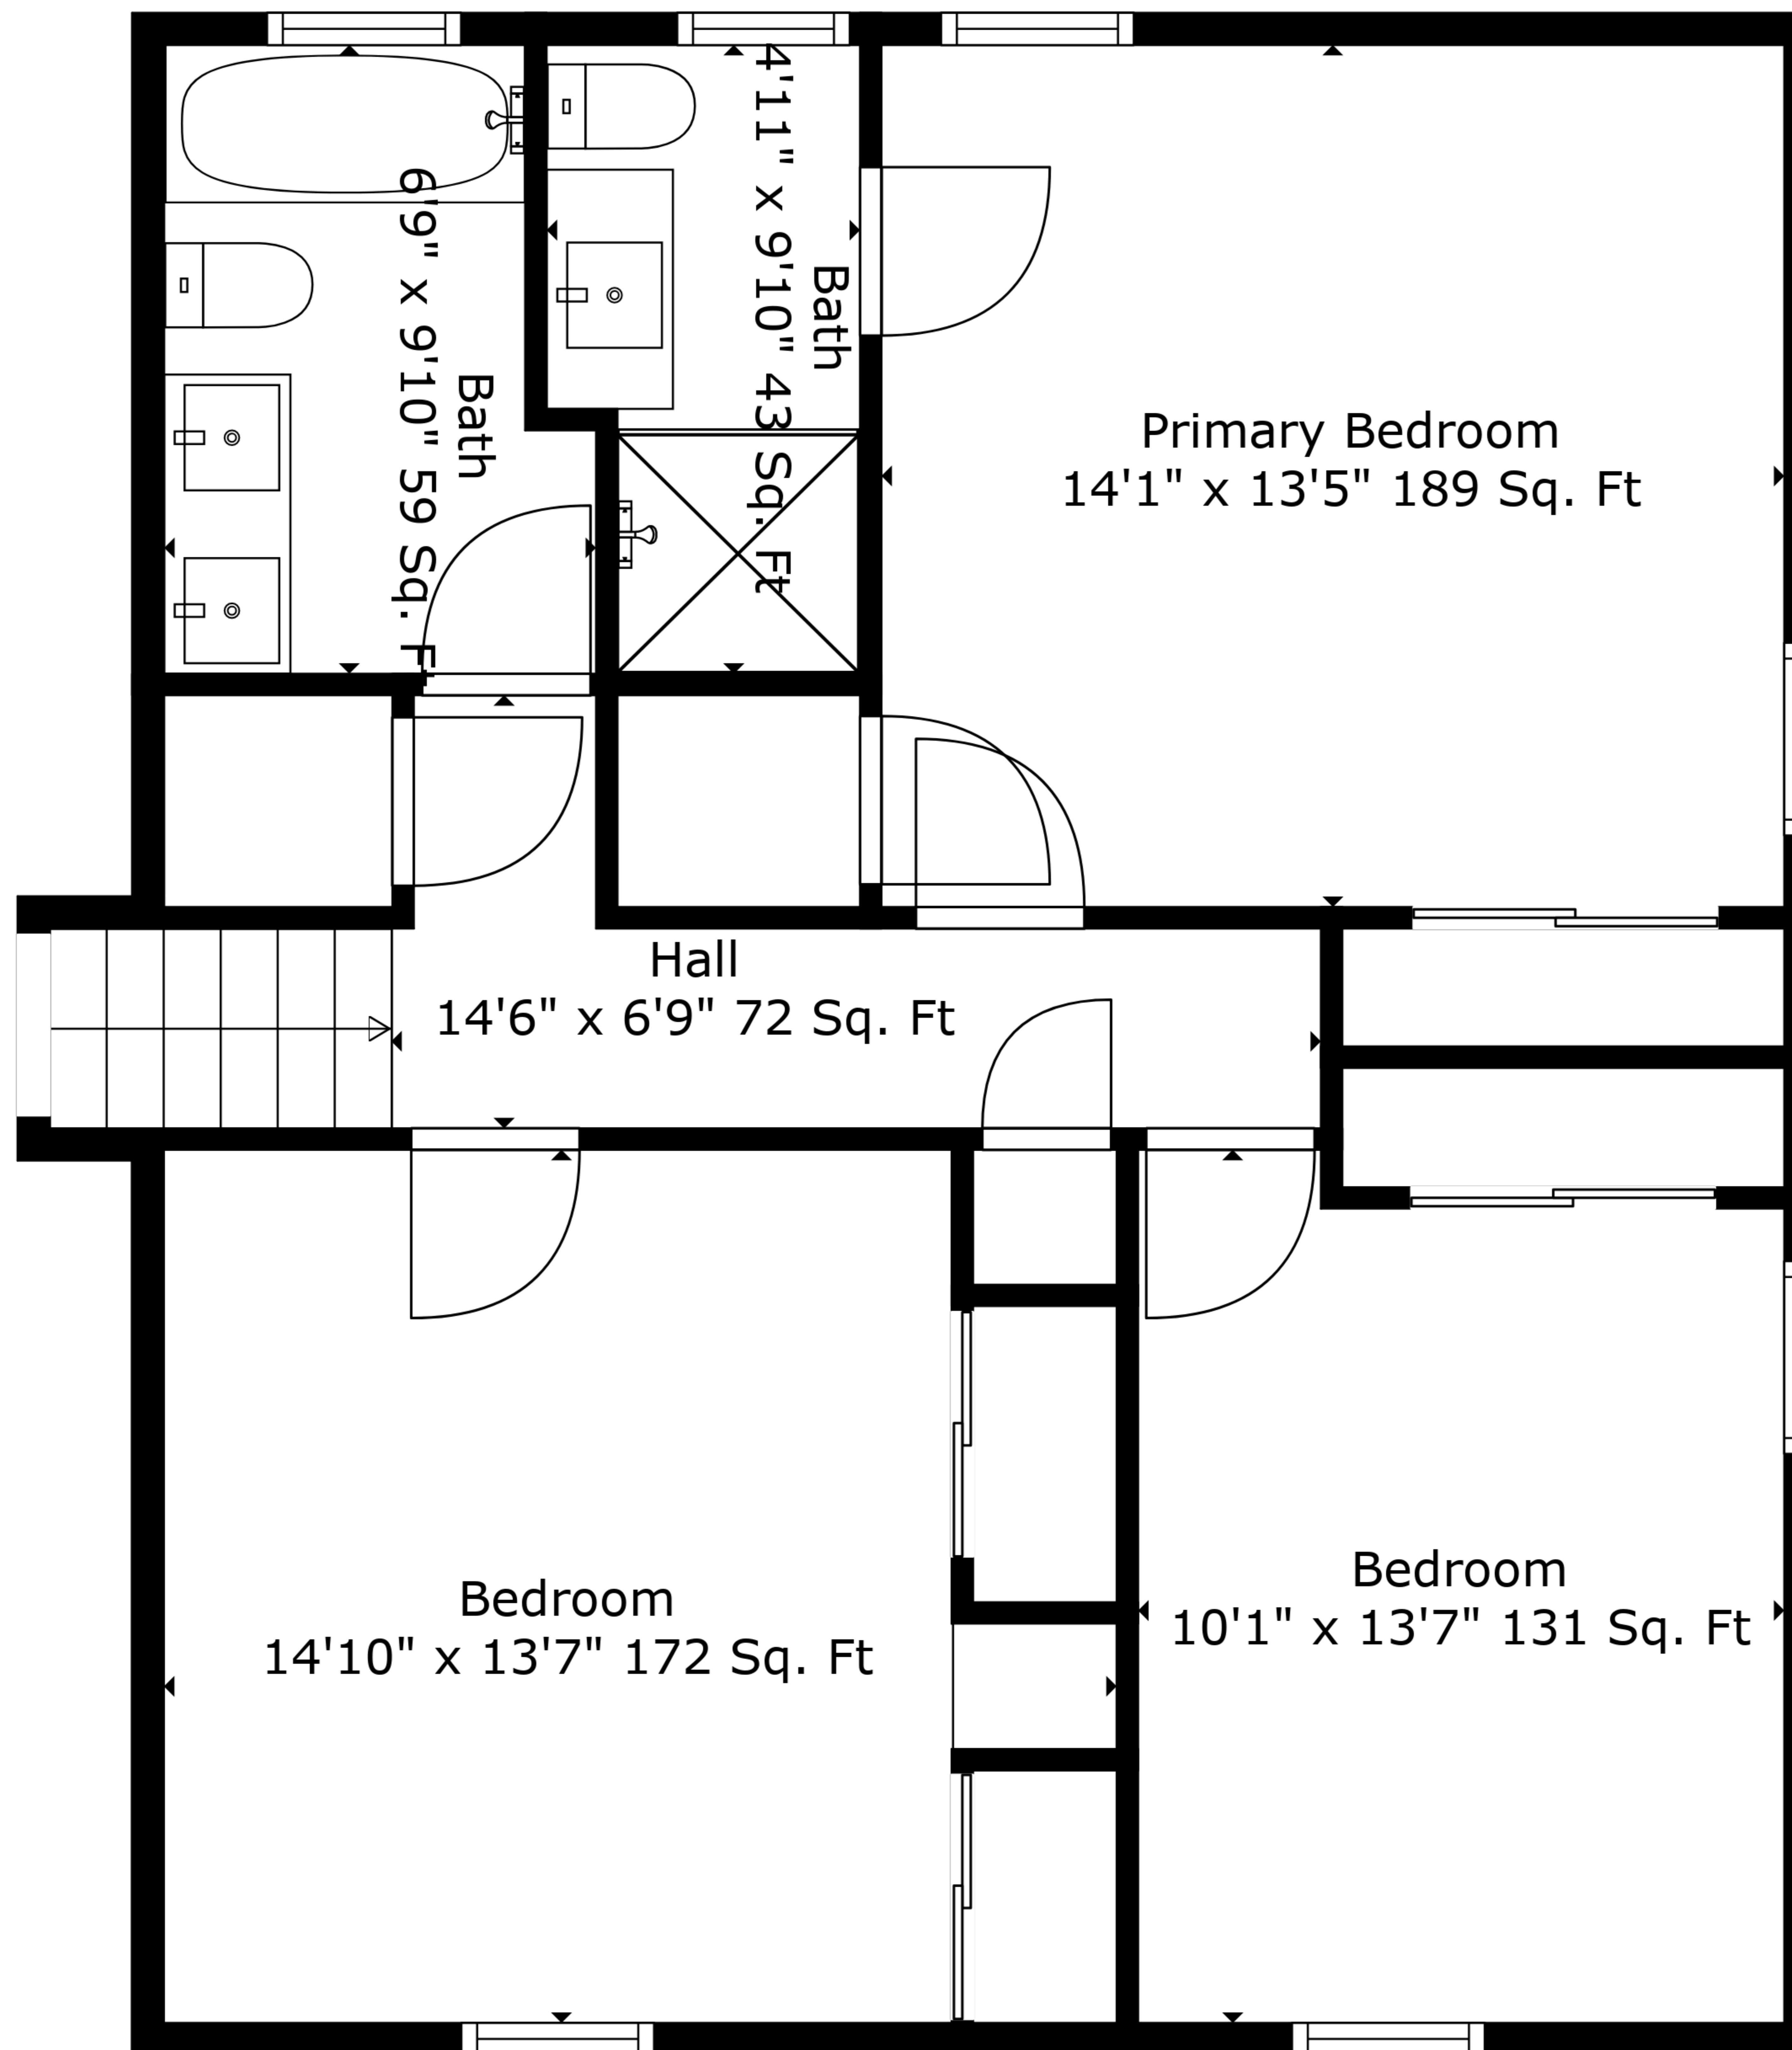 Bath
6'9" x 9'10" 59 Sq. Ft
Bath
4'11" x 9'10" 43 Sq. Ft
Primary Bedroom
14'1" x 13'5" 189 Sq. Ft
Hall
14'6" x 6'9" 72 Sq. Ft
Bedroom
14'10" x 13'7" 172 Sq. Ft
Bedroom
10'1" x 13'7" 131 Sq. Ft